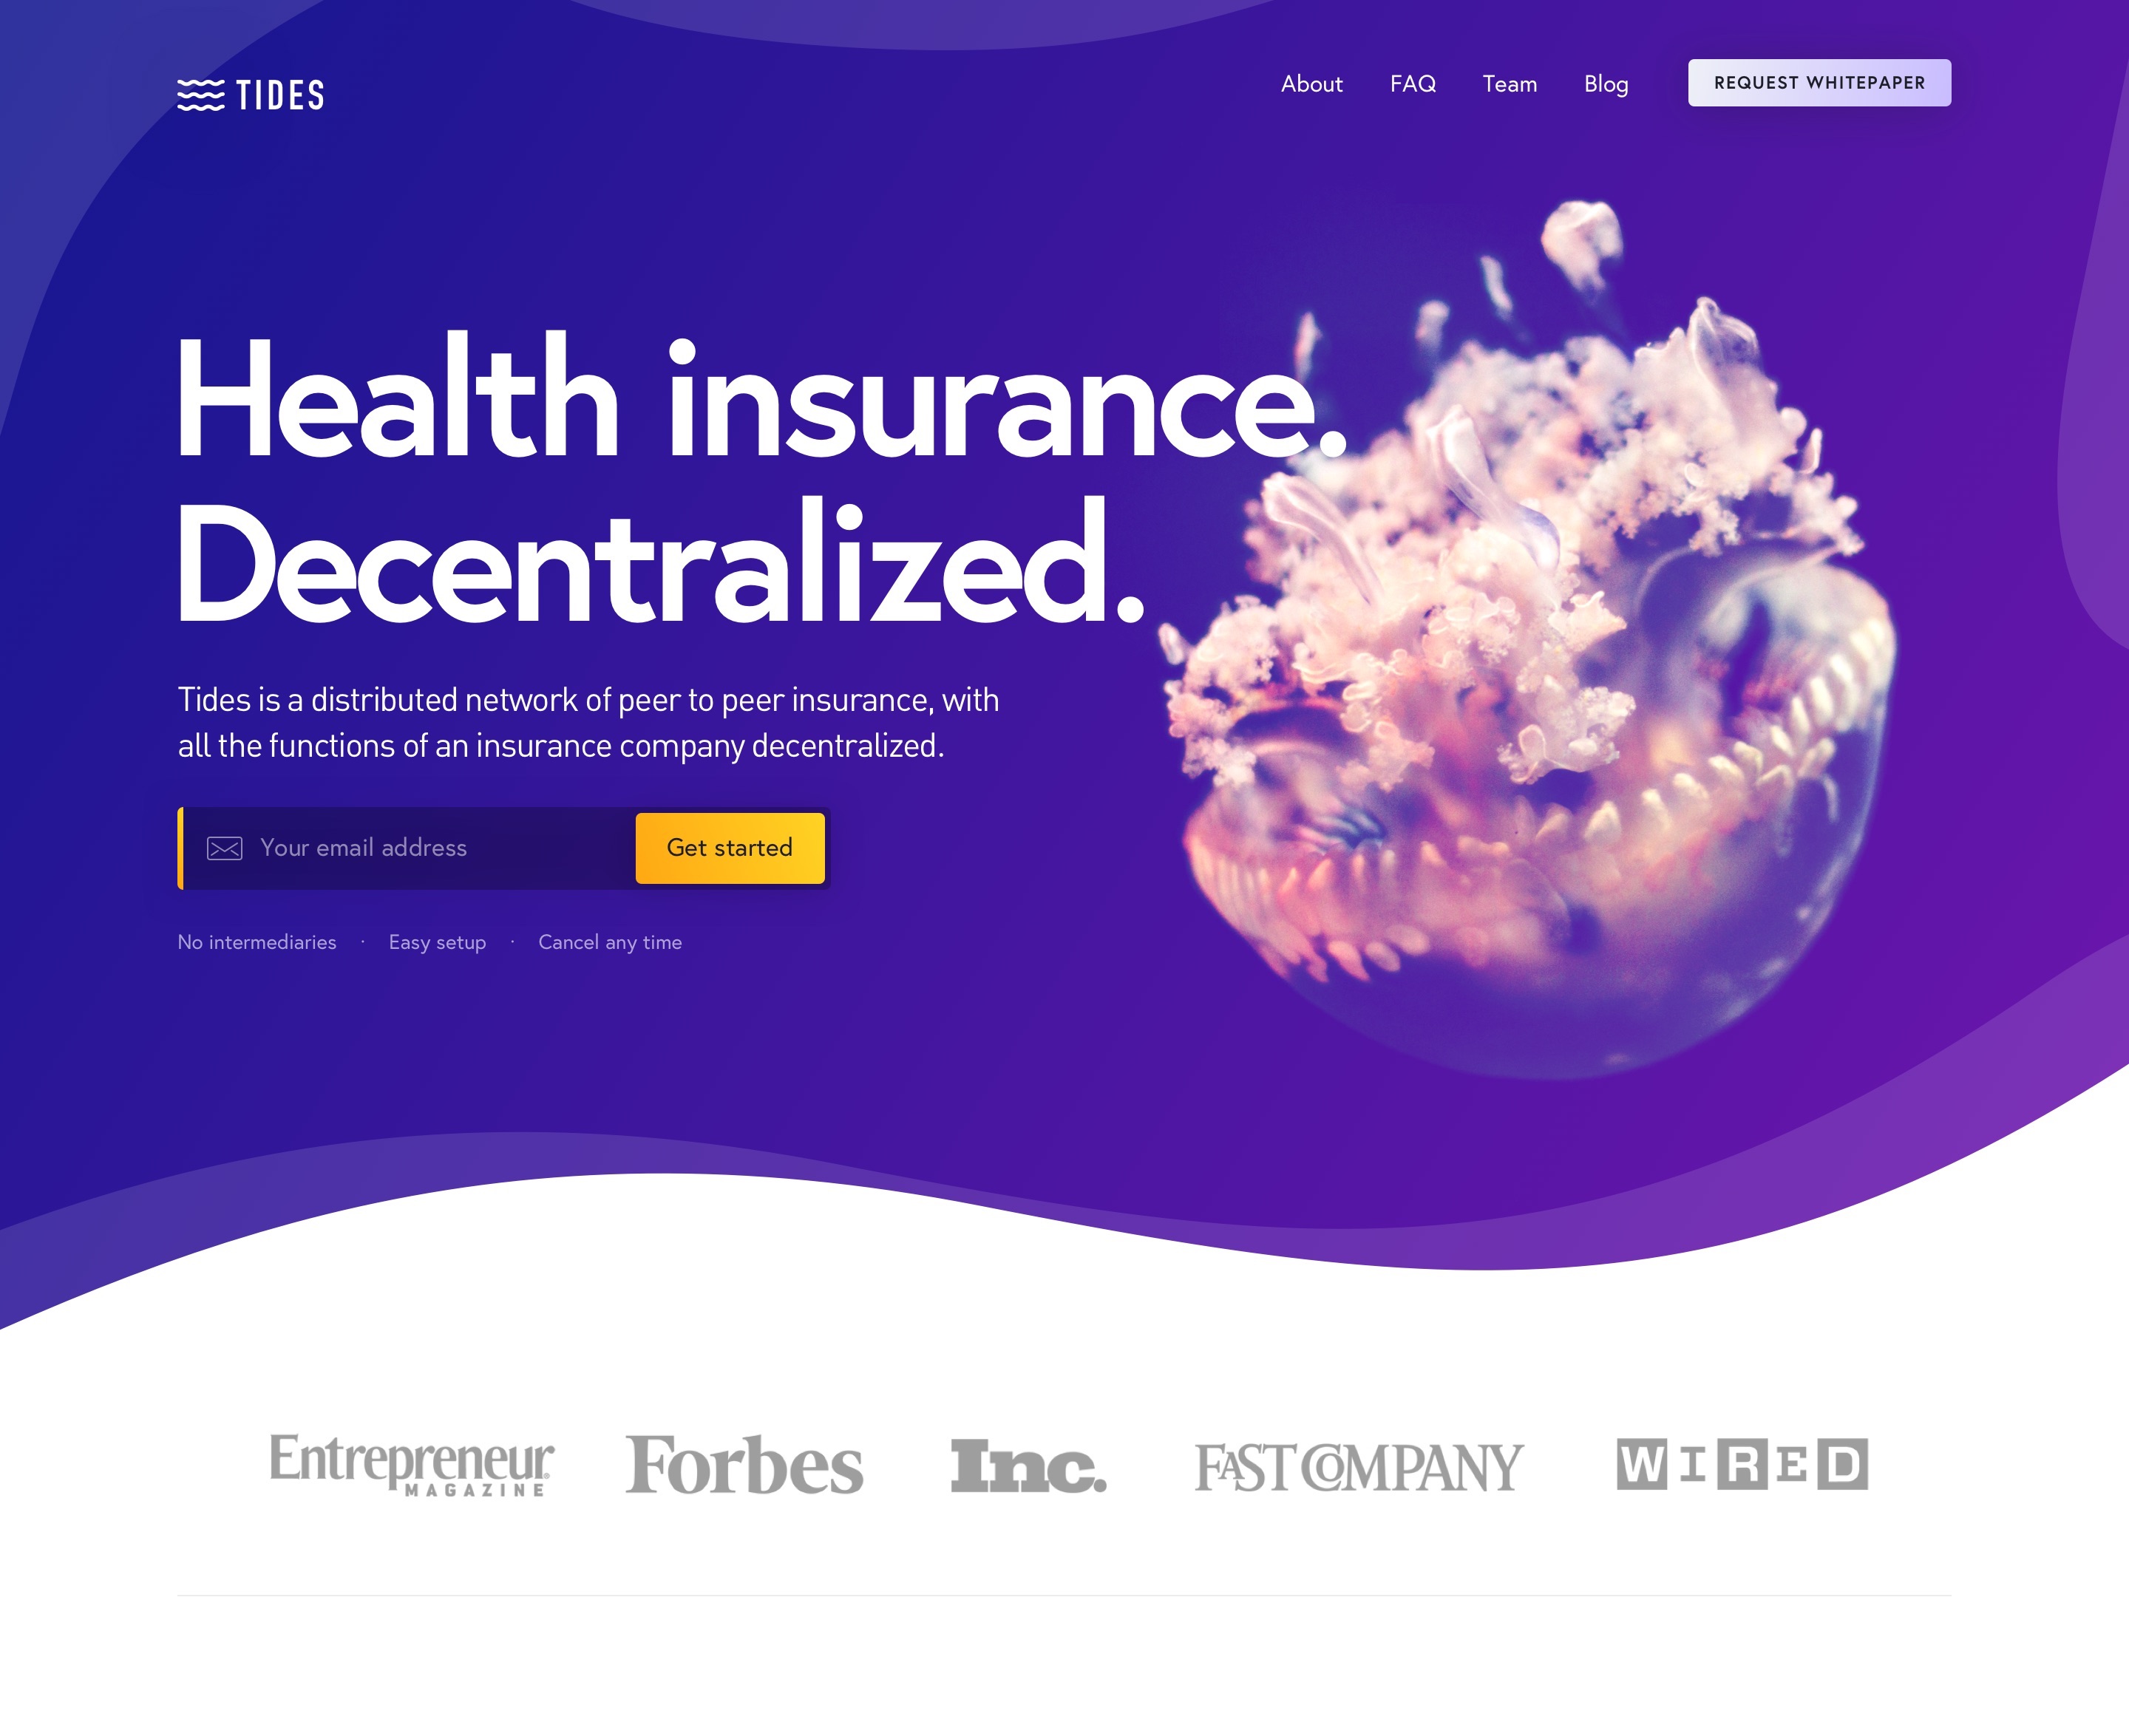 TIDES
About FAQ Team Blog REQUEST WHITEPAPER
Health insurance.
Decentralized.
Tides is a distributed network of peer to peer insurance, with
all the functions of an insurance company decentralized.
Your email address Get started
No intermediaries · Easy setup · Cancel any time
Entrepreneur® MAGAZINE Forbes Inc. FAST COMPANY WIRED